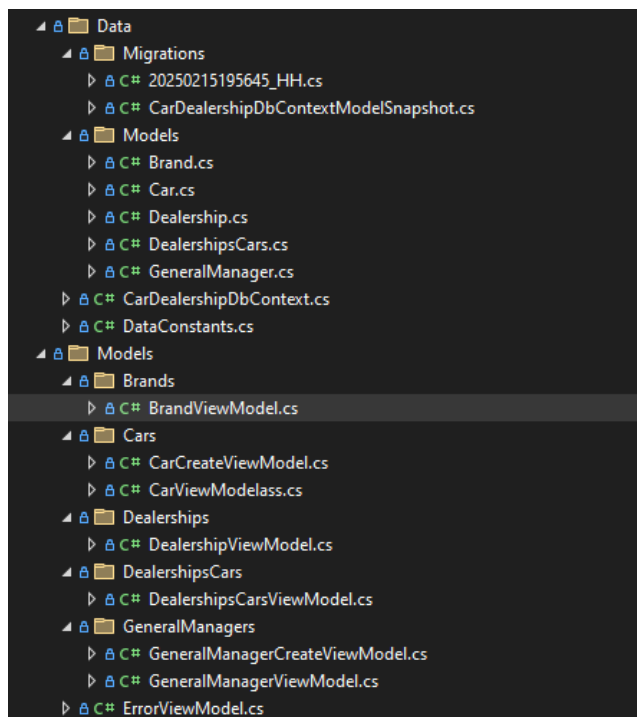 Data
Migrations
C# 20250215195645_HH.cs
C# CarDealershipDbContextModelSnapshot.cs
Models
C# Brand.cs
C# Car.cs
C# Dealership.cs
C# DealershipsCars.cs
C# GeneralManager.cs
C# CarDealershipDbContext.cs
C# DataConstants.cs
Models
Brands
C# BrandViewModel.cs
Cars
C# CarCreateViewModel.cs
C# CarViewModelass.cs
Dealerships
C# DealershipViewModel.cs
DealershipsCars
C# DealershipsCarsViewModel.cs
GeneralManagers
C# GeneralManagerCreateViewModel.cs
C# GeneralManagerViewModel.cs
C# ErrorViewModel.cs